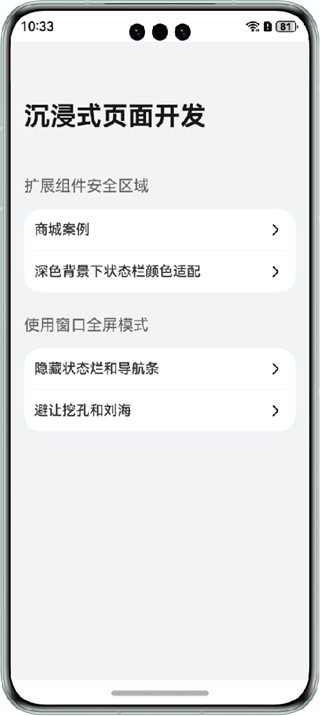 10:33
81
沉浸式页面开发
扩展组件安全区域
商城案例
深色背景下状态栏颜色适配
使用窗口全屏模式
隐藏状态烂和导航条
避让挖孔和刘海